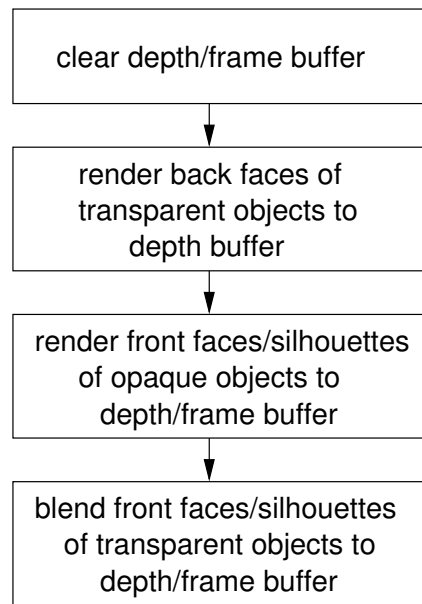 clear depth/frame buffer
render back faces of
transparent objects to
depth buffer
render front faces/silhouettes
of opaque objects to
depth/frame buffer
blend front faces/silhouettes
of transparent objects to
depth/frame buffer